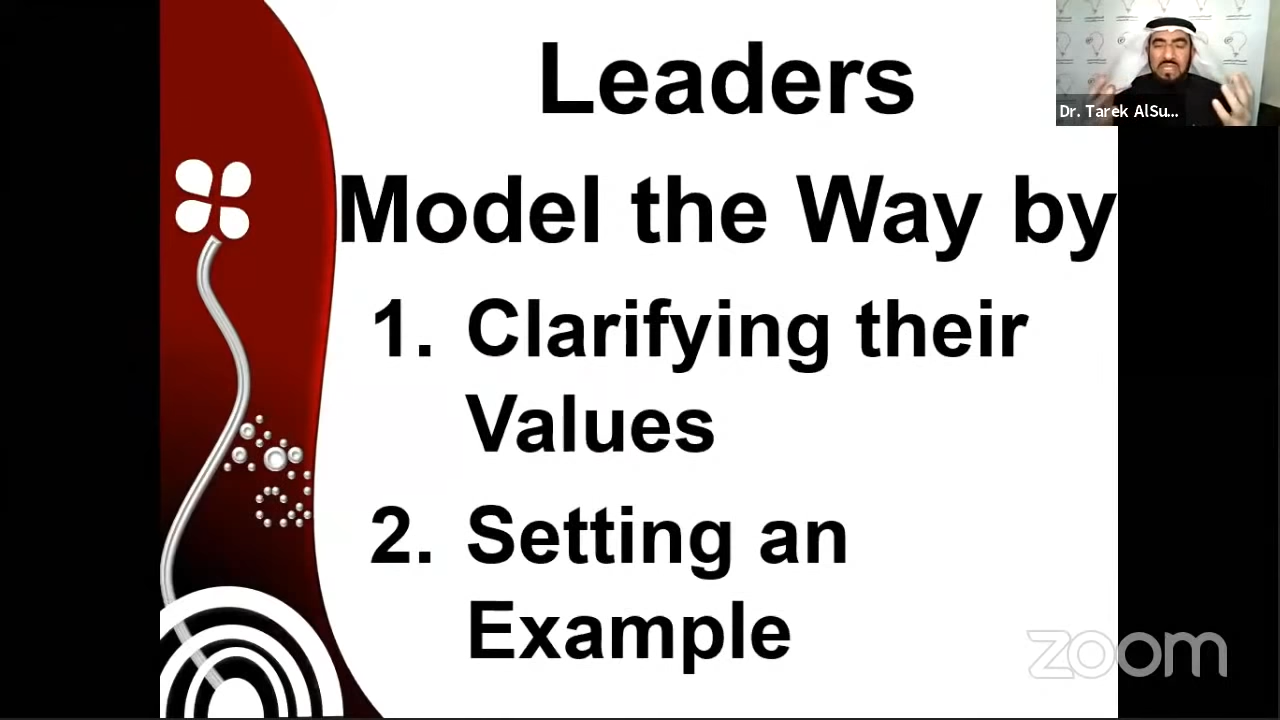 Leaders
Model the Way by
1. Clarifying their
Values
2. Setting an
Example
Dr. Tarek AlSu...
zoom